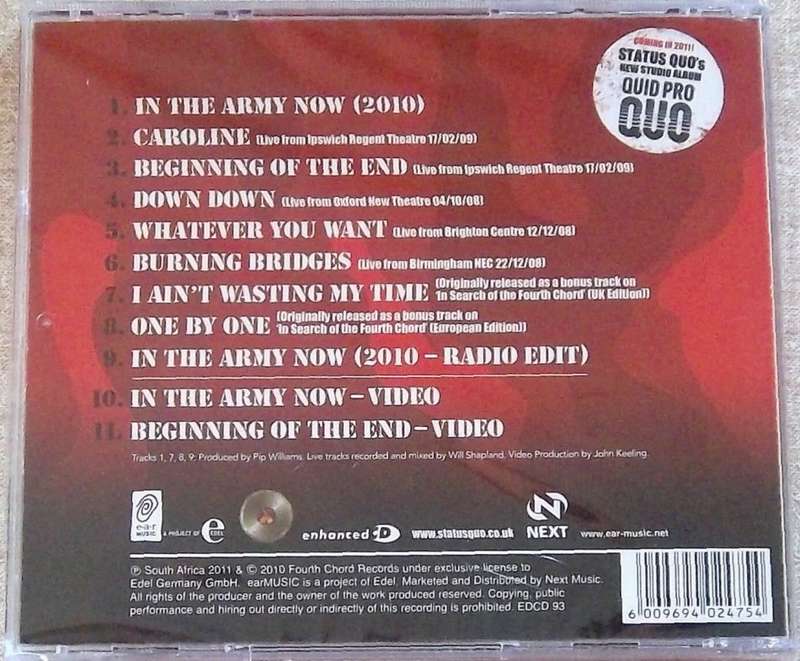 COMING IN 2011!
STATUS QUO's
NEW STUDIO ALBUM
QUID PRO
QUO
1. IN THE ARMY NOW (2010)
2. CAROLINE (Live from Ipswich Regent Theatre 17/02/09)
3. BEGINNING OF THE END (Live from Ipswich Regent Theatre 17/02/09)
4. DOWN DOWN (Live from Oxford New Theatre 04/10/08)
5. WHATEVER YOU WANT (Live from Brighton Centre 12/12/08)
6. BURNING BRIDGES (Live from Birmingham NEC 22/12/08)
7. I AIN'T WASTING MY TIME (Originally released as a bonus track on
'In Search of the Fourth Chord' (UK Edition))
8. ONE BY ONE (Originally released as a bonus track on
'In Search of the Fourth Chord' (European Edition))
9. IN THE ARMY NOW (2010 – RADIO EDIT)
10. IN THE ARMY NOW – VIDEO
11. BEGINNING OF THE END – VIDEO
Tracks 1, 7, 8, 9: Produced by Pip Williams. Live tracks recorded and mixed by Will Shapland. Video Production by John Keeling.
e·a·r
MUSIC
A PROJECT OF e
EDEL
enhanced CD
www.statusquo.co.uk
N
NEXT
www.ear-music.net
℗ South Africa 2011 & © 2010 Fourth Chord Records under exclusive license to
Edel Germany GmbH. earMUSIC is a project of Edel. Marketed and Distributed by Next Music.
All rights of the producer and the owner of the work produced reserved. Copying, public
performance and hiring out directly or indirectly of this recording is prohibited. EDCD 93
6 009694 024754